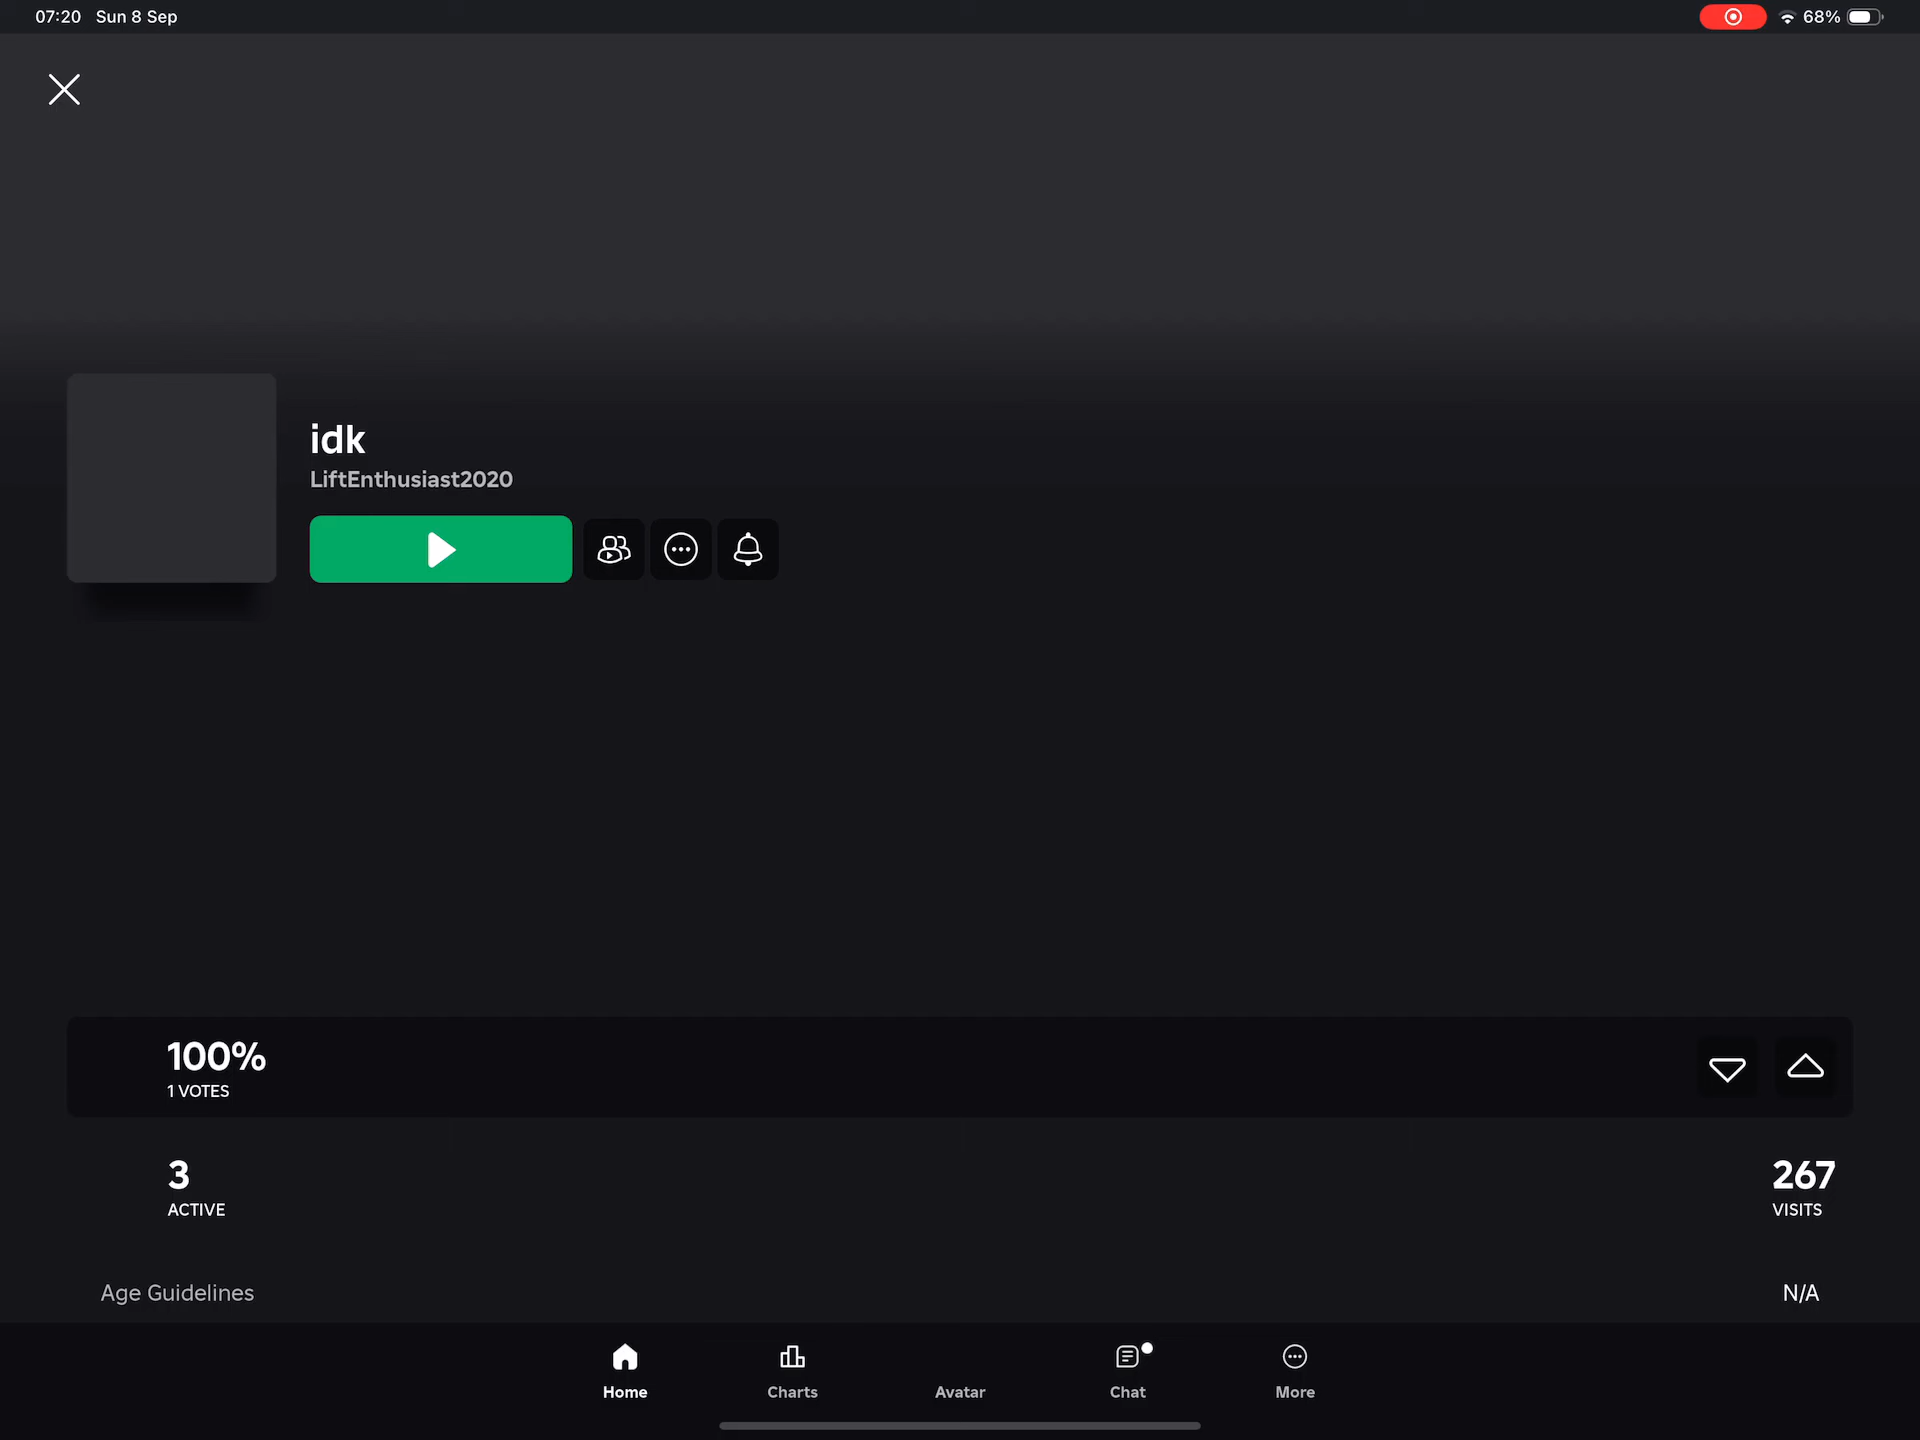 07:20 Sun 8 Sep
68%
idk
LiftEnthusiast2020
100%
1 VOTES
3
ACTIVE
267
VISITS
Age Guidelines
N/A
Home
Charts
Avatar
Chat
More